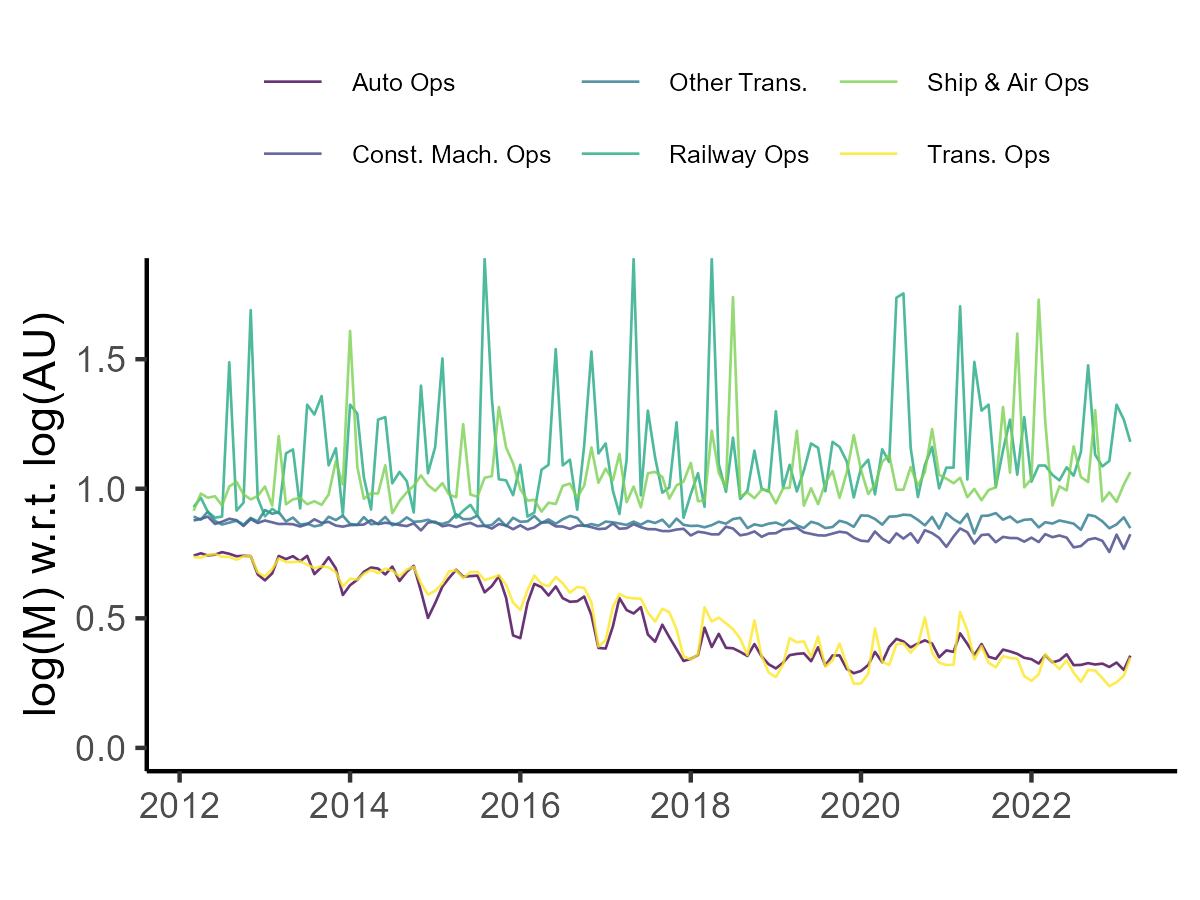 Auto Ops
Other Trans.
Ship & Air Ops
Const. Mach. Ops
Railway Ops
Trans. Ops
log(M) w.r.t. log(AU)
1.5
1.0
0.5
0.0
2012
2014
2016
2018
2020
2022